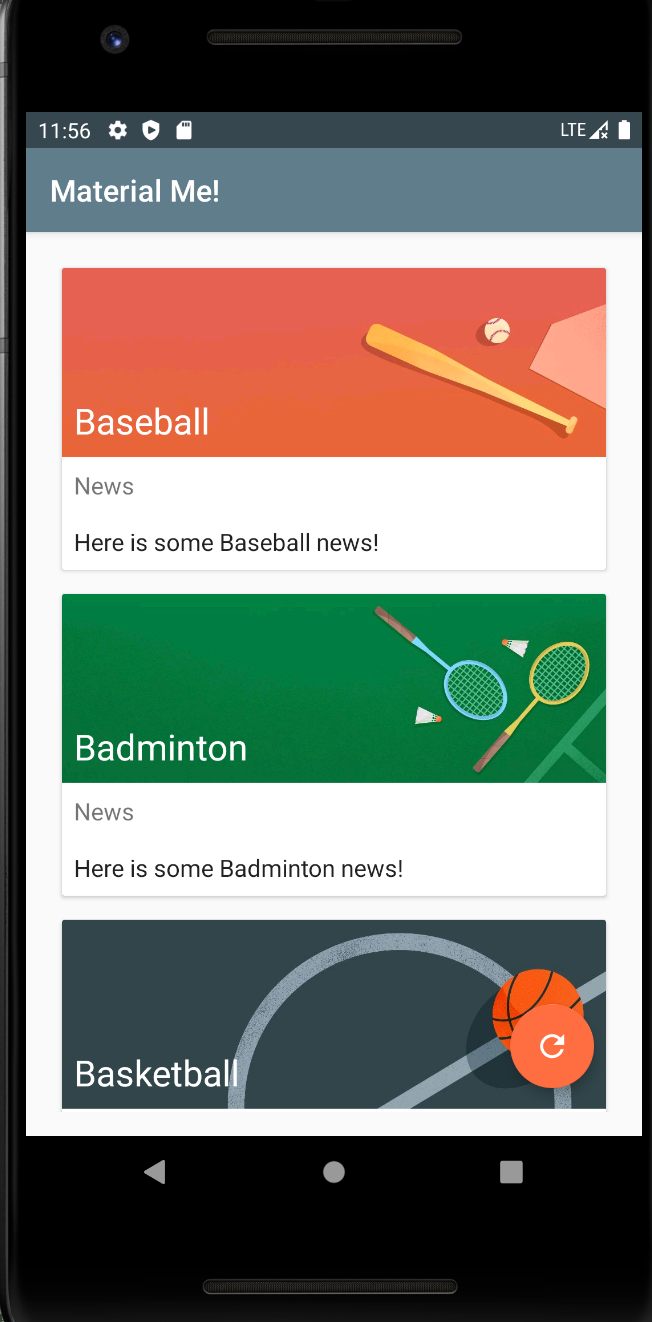 11:56
LTE
Material Me!
Baseball
News
Here is some Baseball news!
Badminton
News
Here is some Badminton news!
Basketball